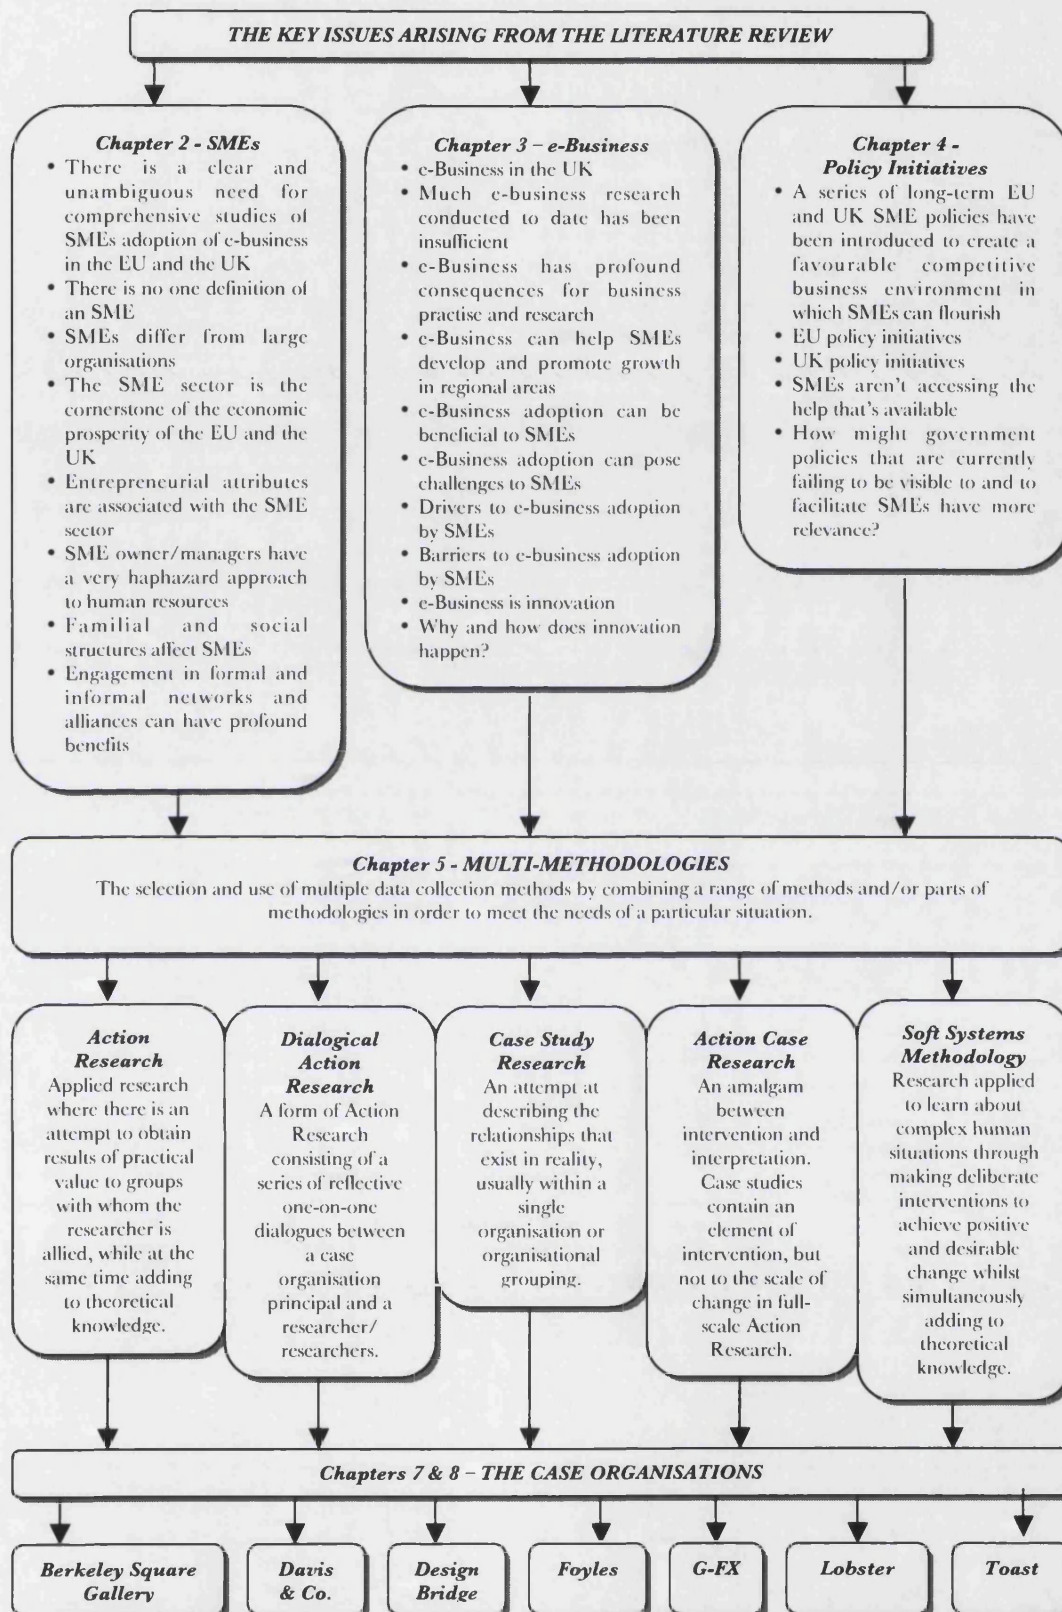 THE KEY ISSUES ARISING FROM THE LITERATURE REVIEW
Chapter 2 - SMEs
• There is a clear and
unambiguous need for
comprehensive studies of
SMEs adoption of e-business
in the EU and the UK
• There is no one definition of
an SME
• SMEs differ from large
organisations
• The SME sector is the
cornerstone of the economic
prosperity of the EU and the
UK
• Entrepreneurial attributes
are associated with the SME
sector
• SME owner/managers have
a very haphazard approach
to human resources
• Familial and social
structures affect SMEs
• Engagement in formal and
informal networks and
alliances can have profound
benefits
Chapter 3 – e-Business
• e-Business in the UK
• Much e-business research
conducted to date has been
insufficient
• e-Business has profound
consequences for business
practise and research
• e-Business can help SMEs
develop and promote growth
in regional areas
• e-Business adoption can be
beneficial to SMEs
• e-Business adoption can pose
challenges to SMEs
• Drivers to e-business adoption
by SMEs
• Barriers to e-business adoption
by SMEs
• e-Business is innovation
• Why and how does innovation
happen?
Chapter 4 -
Policy Initiatives
• A series of long-term EU
and UK SME policies have
been introduced to create a
favourable competitive
business environment in
which SMEs can flourish
• EU policy initiatives
• UK policy initiatives
• SMEs aren't accessing the
help that's available
• How might government
policies that are currently
failing to be visible to and to
facilitate SMEs have more
relevance?
Chapter 5 - MULTI-METHODOLOGIES
The selection and use of multiple data collection methods by combining a range of methods and/or parts of
methodologies in order to meet the needs of a particular situation.
Action
Research
Applied research
where there is an
attempt to obtain
results of practical
value to groups
with whom the
researcher is
allied, while at the
same time adding
to theoretical
knowledge.
Dialogical
Action
Research
A form of Action
Research
consisting of a
series of reflective
one-on-one
dialogues between
a case
organisation
principal and a
researcher/
researchers.
Case Study
Research
An attempt at
describing the
relationships that
exist in reality,
usually within a
single
organisation or
organisational
grouping.
Action Case
Research
An amalgam
between
intervention and
interpretation.
Case studies
contain an
element of
intervention, but
not to the scale of
change in full-
scale Action
Research.
Soft Systems
Methodology
Research applied
to learn about
complex human
situations through
making deliberate
interventions to
achieve positive
and desirable
change whilst
simultaneously
adding to
theoretical
knowledge.
Chapters 7 & 8 – THE CASE ORGANISATIONS
Berkeley Square
Gallery
Davis
& Co.
Design
Bridge
Foyles
G-FX
Lobster
Toast